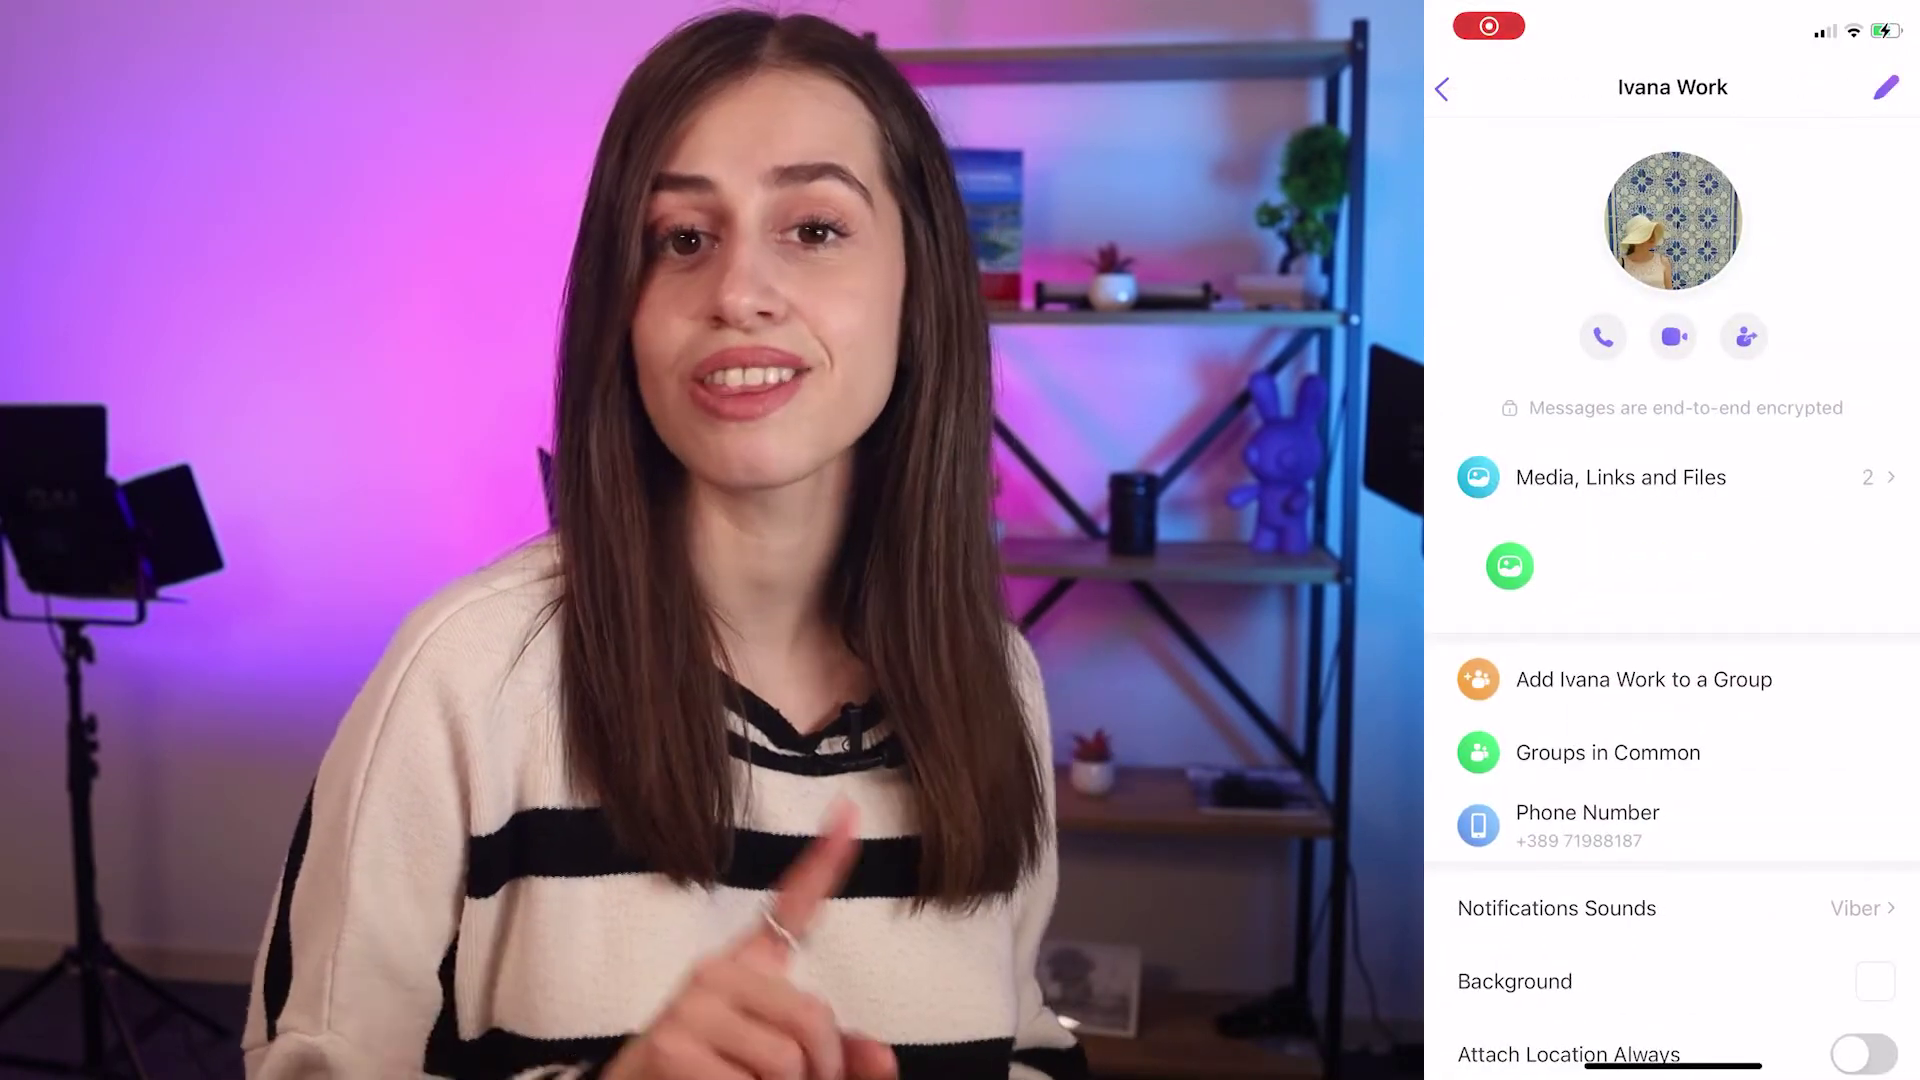 Ivana Work
Messages are end-to-end encrypted
Media, Links and Files 2
Add Ivana Work to a Group
Groups in Common
Phone Number
+389 71988187
Notifications Sounds Viber
Background
Attach Location Always